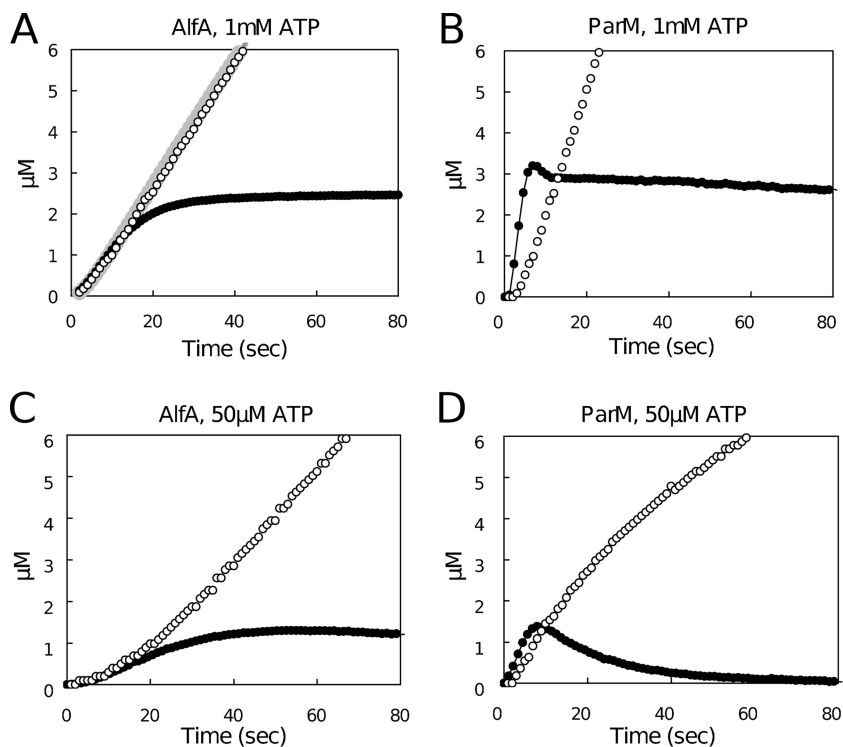 A
AlfA, 1mM ATP
6
5
4
3
2
1
0
µM
0 20 40 60 80
Time (sec)
B
ParM, 1mM ATP
6
5
4
3
2
1
0
µM
0 20 40 60 80
Time (sec)
C
AlfA, 50µM ATP
6
5
4
3
2
1
0
µM
0 20 40 60 80
Time (sec)
D
ParM, 50µM ATP
6
5
4
3
2
1
0
µM
0 20 40 60 80
Time (sec)